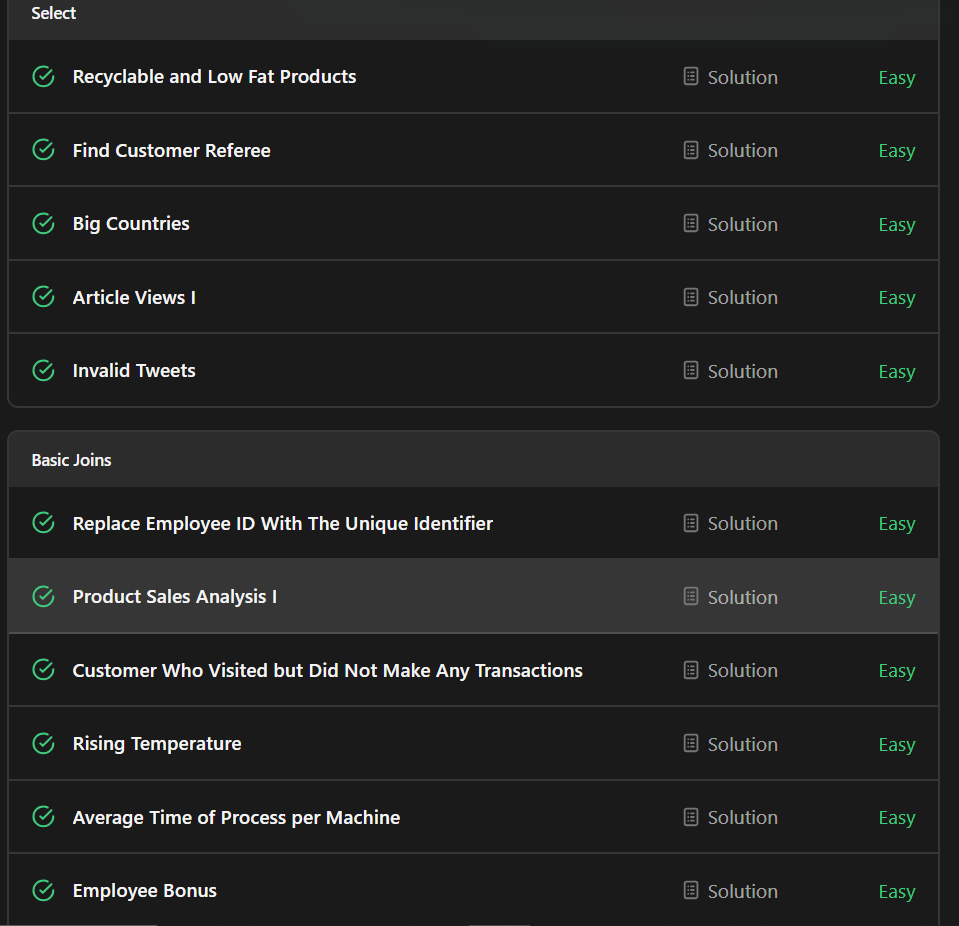 Select
Recyclable and Low Fat Products Solution Easy
Find Customer Referee Solution Easy
Big Countries Solution Easy
Article Views I Solution Easy
Invalid Tweets Solution Easy
Basic Joins
Replace Employee ID With The Unique Identifier Solution Easy
Product Sales Analysis I Solution Easy
Customer Who Visited but Did Not Make Any Transactions Solution Easy
Rising Temperature Solution Easy
Average Time of Process per Machine Solution Easy
Employee Bonus Solution Easy